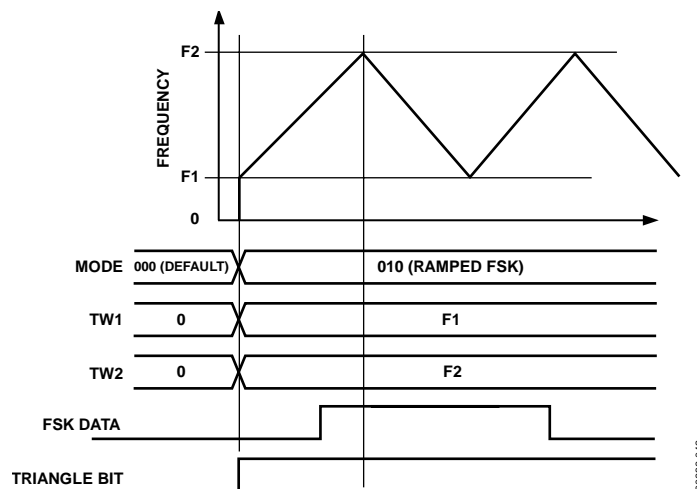 F2
FREQUENCY
F1
0
MODE 000 (DEFAULT) 010 (RAMPED FSK)
TW1 0 F1
TW2 0 F2
FSK DATA
TRIANGLE BIT